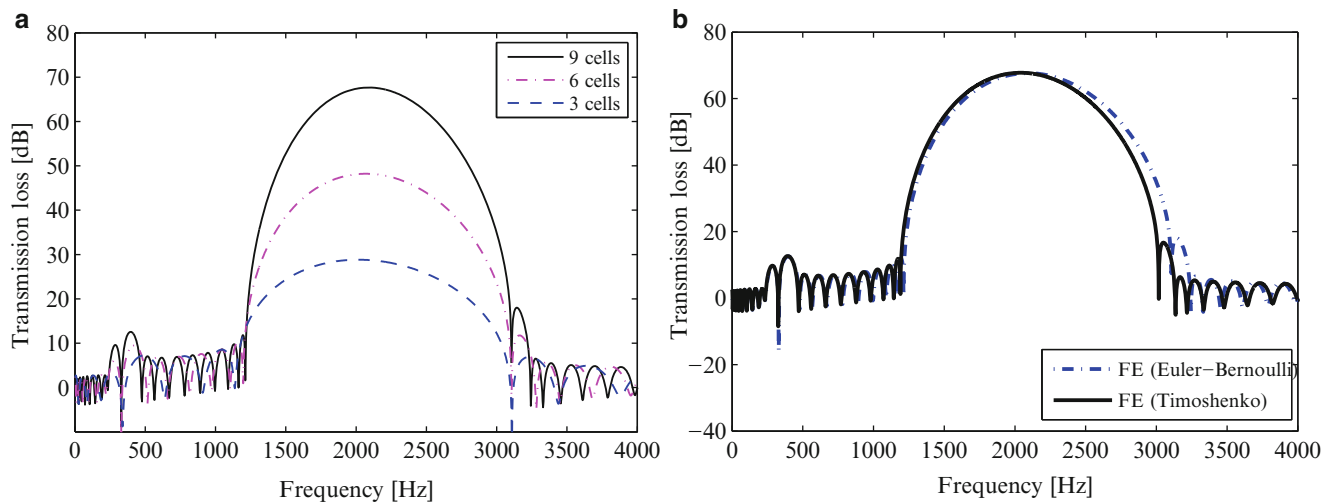 a
80
70
60
50
40
30
20
10
0
Transmission loss [dB]
9 cells
6 cells
3 cells
0 500 1000 1500 2000 2500 3000 3500 4000
Frequency [Hz]
b
80
60
40
20
0
−20
−40
Transmission loss [dB]
FE (Euler−Bernoulli)
FE (Timoshenko)
0 500 1000 1500 2000 2500 3000 3500 4000
Frequency [Hz]